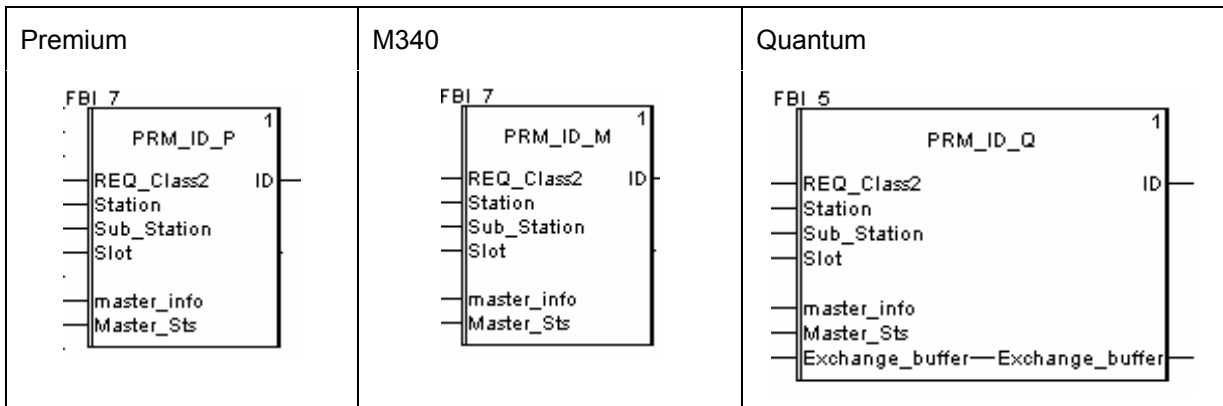 Premium
M340
Quantum
FBI_7
1
PRM_ID_P
REQ_Class2 ID
Station
Sub_Station
Slot
master_info
Master_Sts
FBI_7
1
PRM_ID_M
REQ_Class2 ID
Station
Sub_Station
Slot
master_info
Master_Sts
FBI_5
1
PRM_ID_Q
REQ_Class2 ID
Station
Sub_Station
Slot
master_info
Master_Sts
Exchange_buffer Exchange_buffer